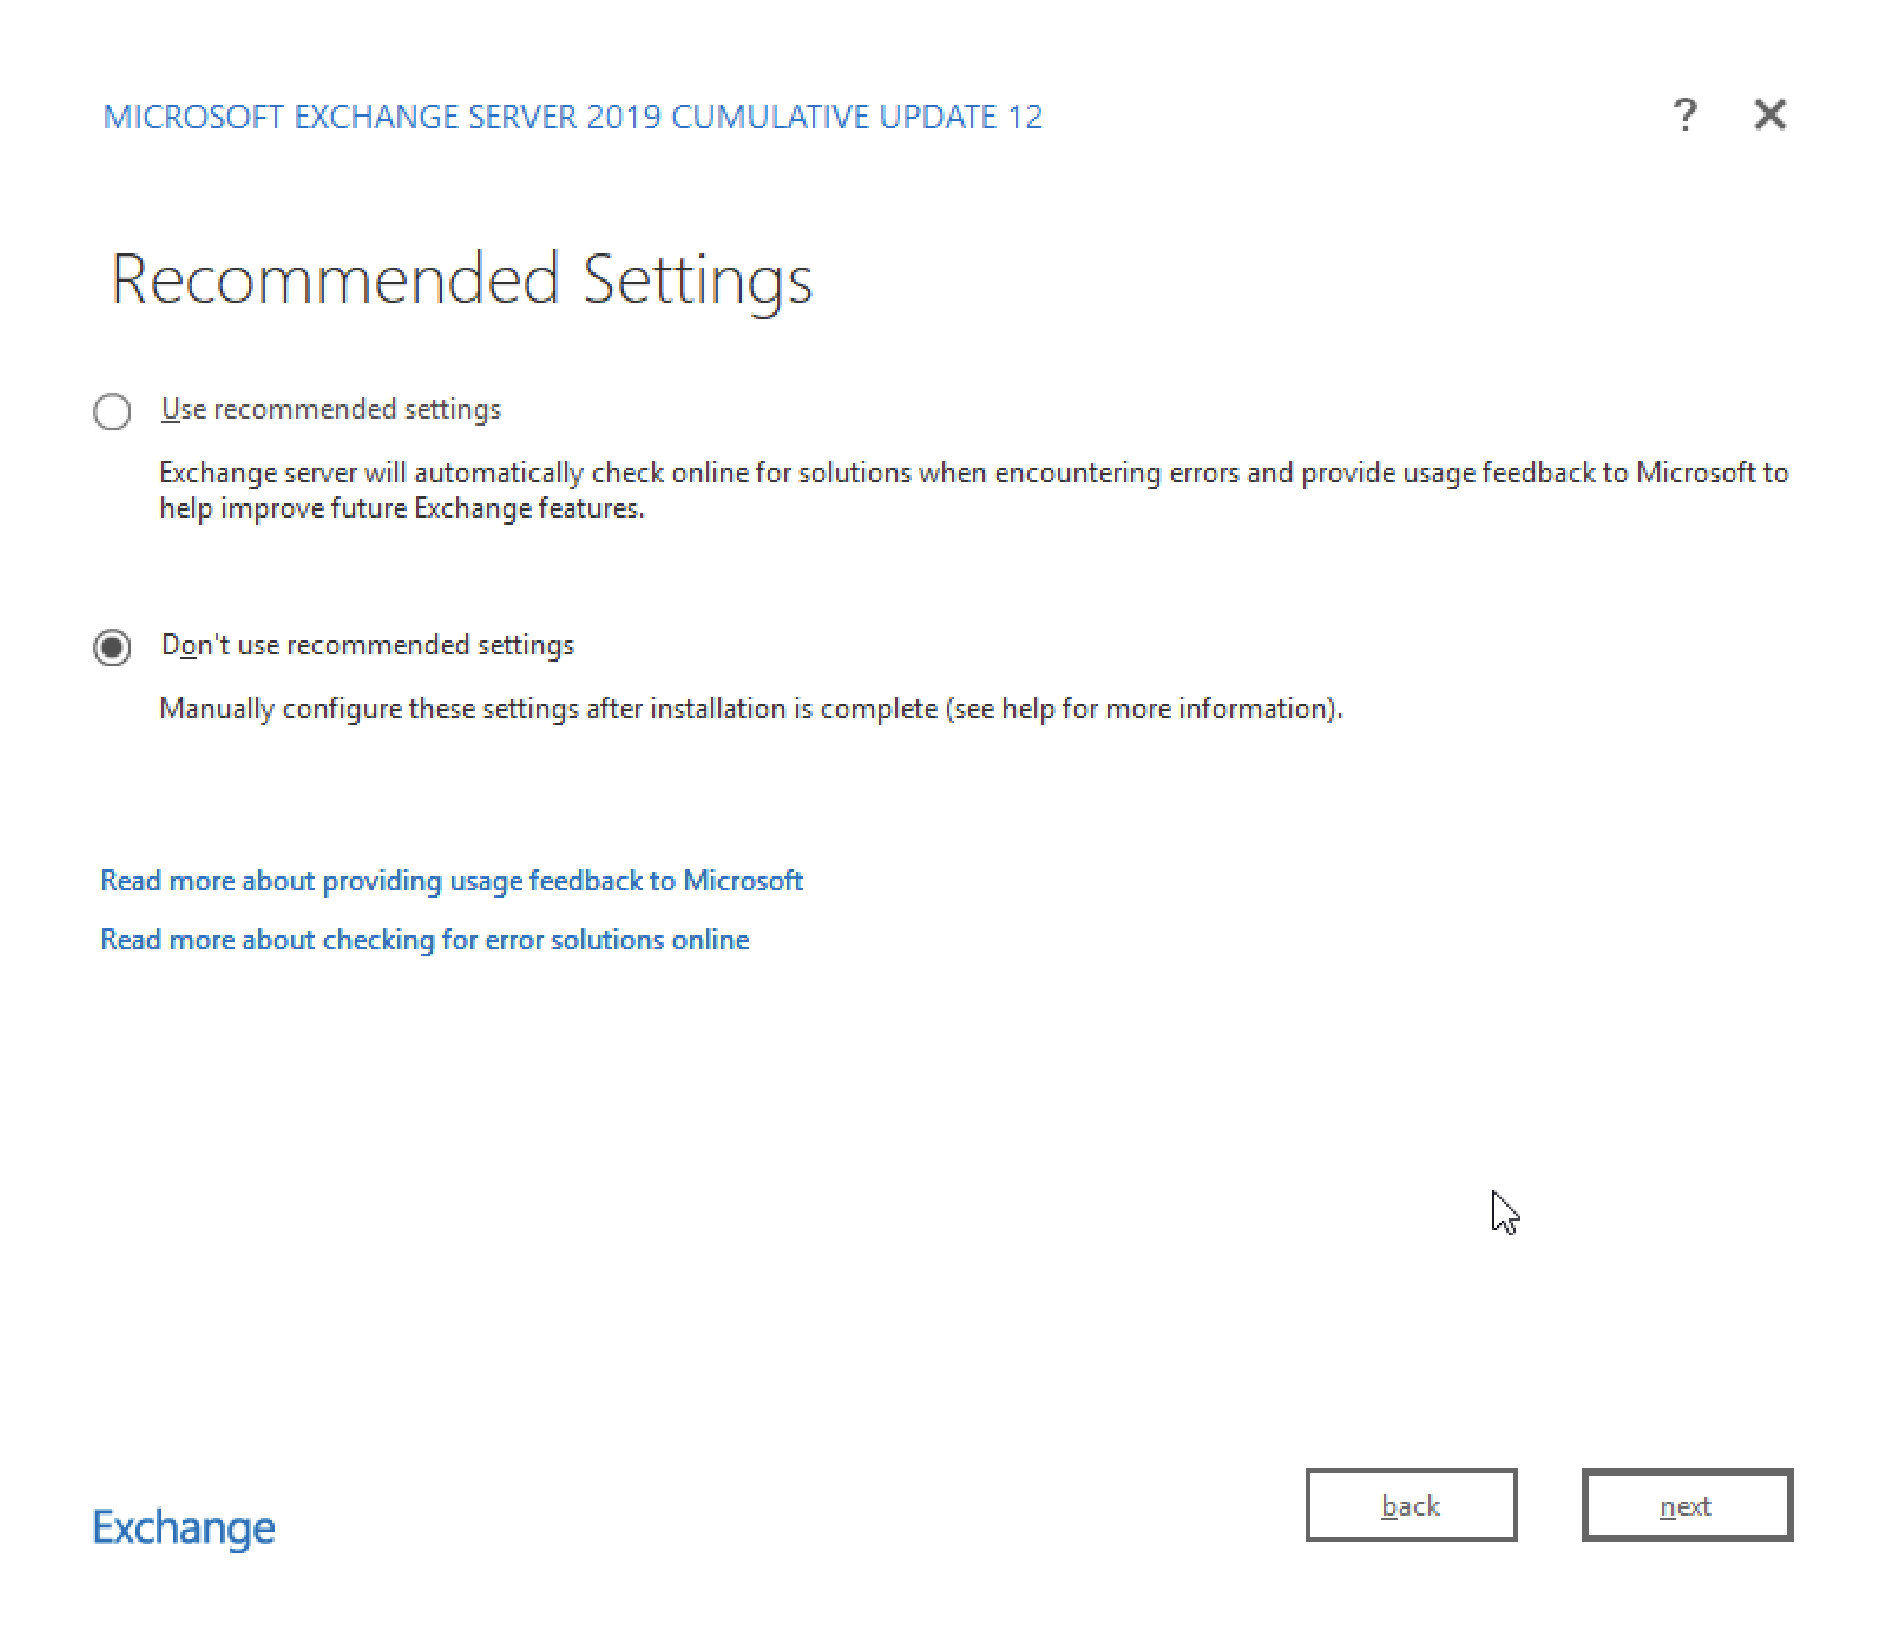 MICROSOFT EXCHANGE SERVER 2019 CUMULATIVE UPDATE 12
?
Recommended Settings
Use recommended settings
Exchange server will automatically check online for solutions when encountering errors and provide usage feedback to Microsoft to
help improve future Exchange features.
Don't use recommended settings
Manually configure these settings after installation is complete (see help for more information).
Read more about providing usage feedback to Microsoft
Read more about checking for error solutions online
Exchange
back
next